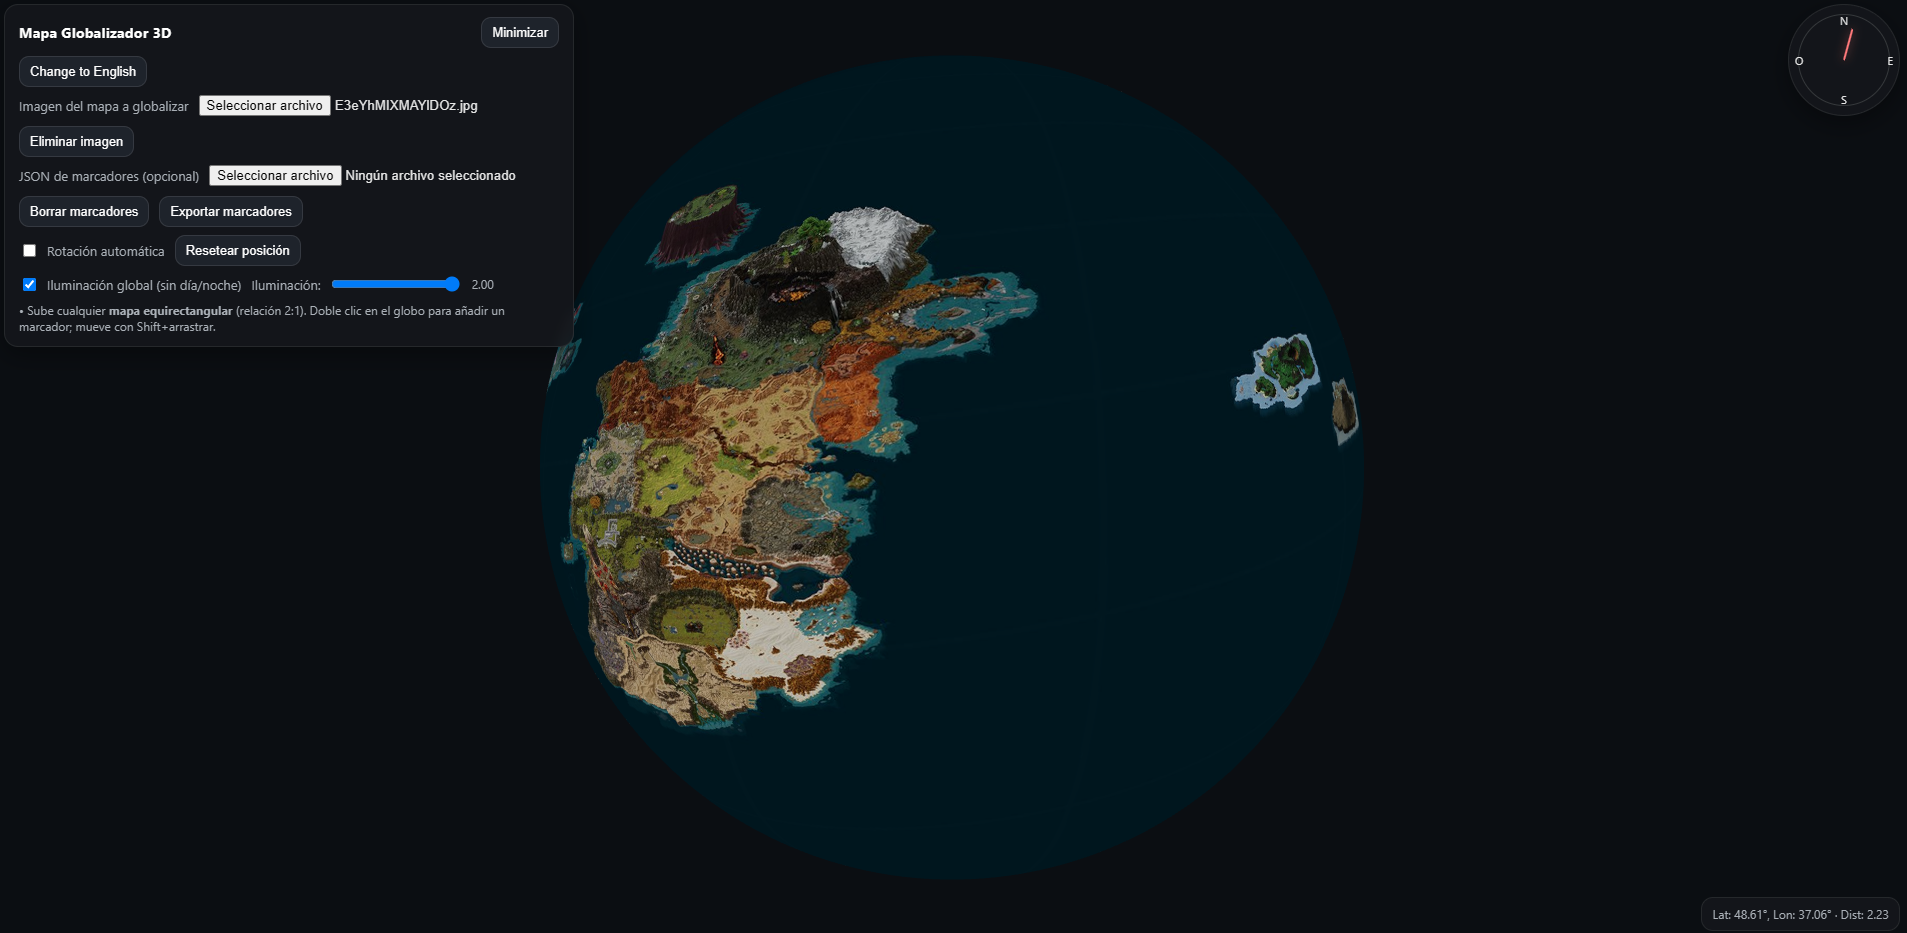 Mapa Globalizador 3D
Minimizar
Change to English
Imagen del mapa a globalizar Seleccionar archivo E3eYhMIXMAYIDOz.jpg
Eliminar imagen
JSON de marcadores (opcional) Seleccionar archivo Ningún archivo seleccionado
Borrar marcadores Exportar marcadores
Rotación automática Resetear posición
Iluminación global (sin día/noche) Iluminación: 2.00
• Sube cualquier mapa equirectangular (relación 2:1). Doble clic en el globo para añadir un
marcador; mueve con Shift+arrastrar.
N
O E
S
Lat: 48.61°, Lon: 37.06° · Dist: 2.23